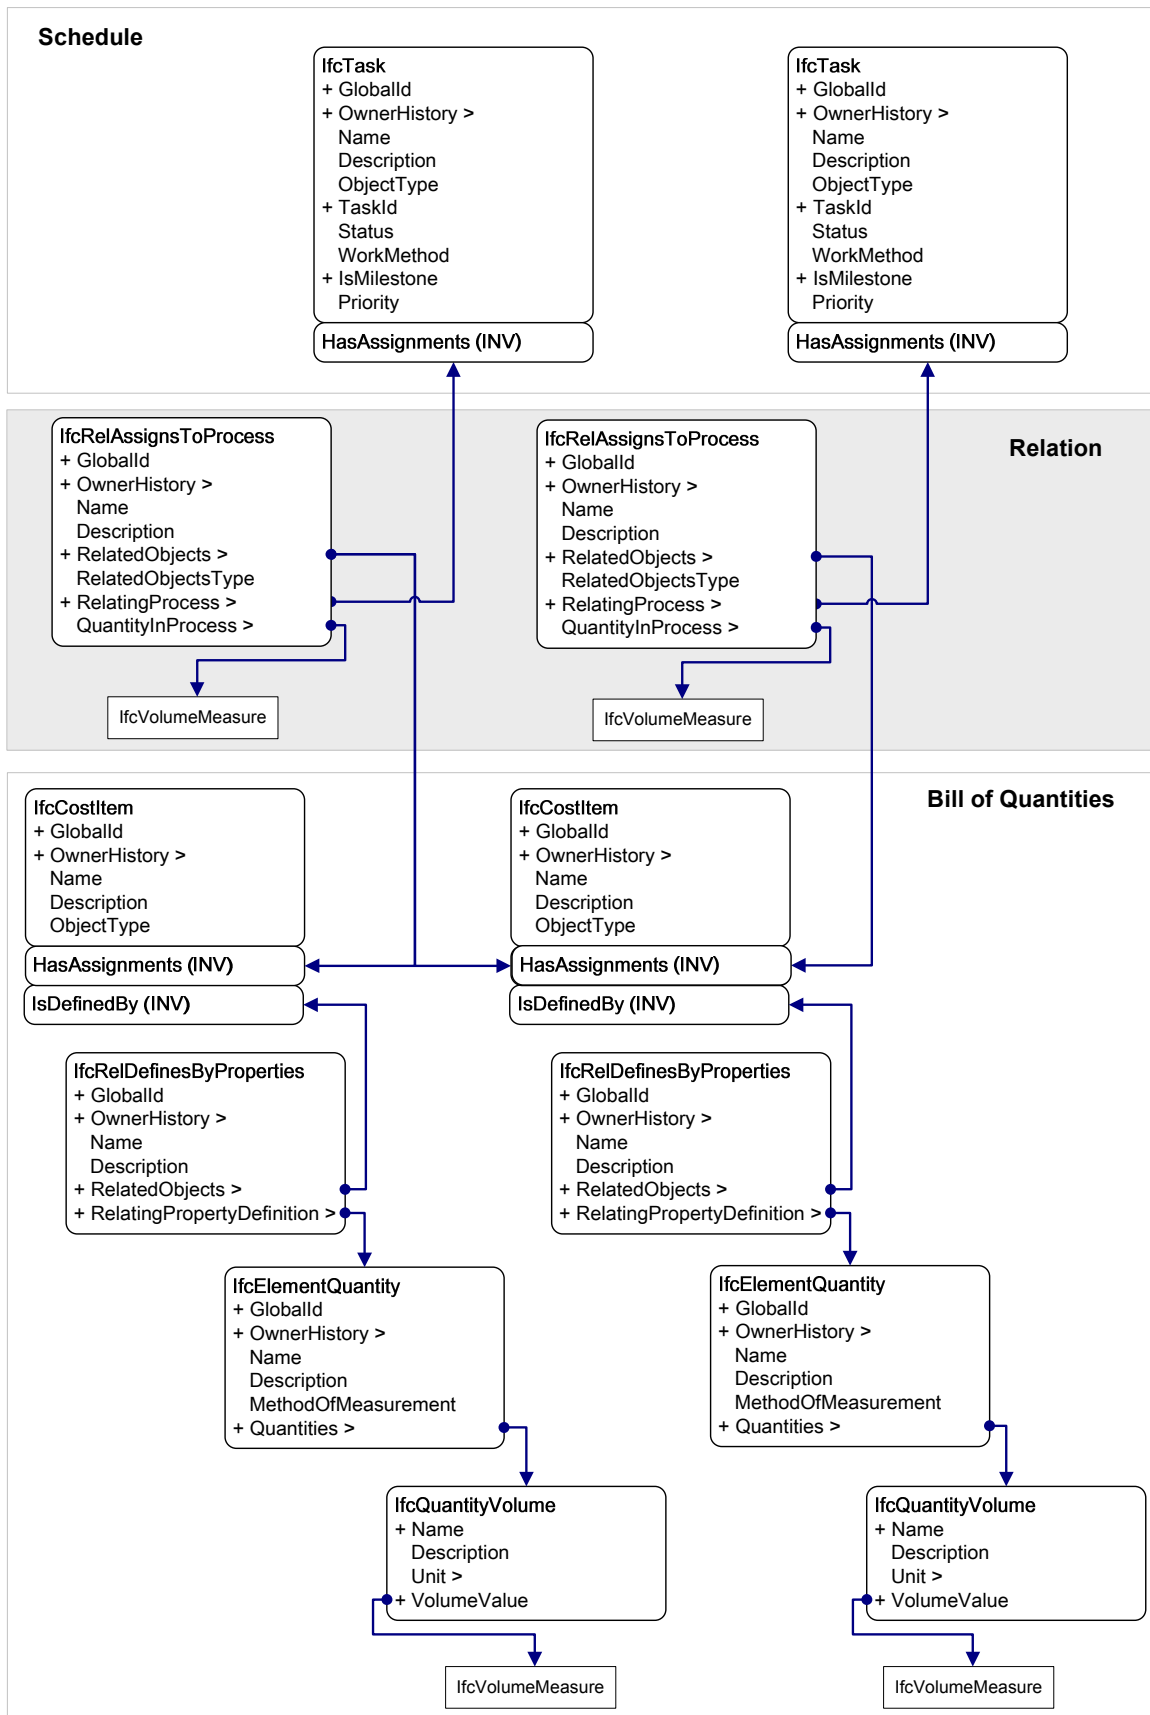 Schedule
IfcTask
+ GlobalId
+ OwnerHistory >
Name
Description
ObjectType
+ TaskId
Status
WorkMethod
+ IsMilestone
Priority
HasAssignments (INV)
IfcTask
+ GlobalId
+ OwnerHistory >
Name
Description
ObjectType
+ TaskId
Status
WorkMethod
+ IsMilestone
Priority
HasAssignments (INV)
Relation
IfcRelAssignsToProcess
+ GlobalId
+ OwnerHistory >
Name
Description
+ RelatedObjects >
RelatedObjectsType
+ RelatingProcess >
QuantityInProcess >
IfcVolumeMeasure
IfcRelAssignsToProcess
+ GlobalId
+ OwnerHistory >
Name
Description
+ RelatedObjects >
RelatedObjectsType
+ RelatingProcess >
QuantityInProcess >
IfcVolumeMeasure
Bill of Quantities
IfcCostItem
+ GlobalId
+ OwnerHistory >
Name
Description
ObjectType
HasAssignments (INV)
IsDefinedBy (INV)
IfcCostItem
+ GlobalId
+ OwnerHistory >
Name
Description
ObjectType
HasAssignments (INV)
IsDefinedBy (INV)
IfcRelDefinesByProperties
+ GlobalId
+ OwnerHistory >
Name
Description
+ RelatedObjects >
+ RelatingPropertyDefinition >
IfcRelDefinesByProperties
+ GlobalId
+ OwnerHistory >
Name
Description
+ RelatedObjects >
+ RelatingPropertyDefinition >
IfcElementQuantity
+ GlobalId
+ OwnerHistory >
Name
Description
MethodOfMeasurement
+ Quantities >
IfcElementQuantity
+ GlobalId
+ OwnerHistory >
Name
Description
MethodOfMeasurement
+ Quantities >
IfcQuantityVolume
+ Name
Description
Unit >
+ VolumeValue
IfcVolumeMeasure
IfcQuantityVolume
+ Name
Description
Unit >
+ VolumeValue
IfcVolumeMeasure